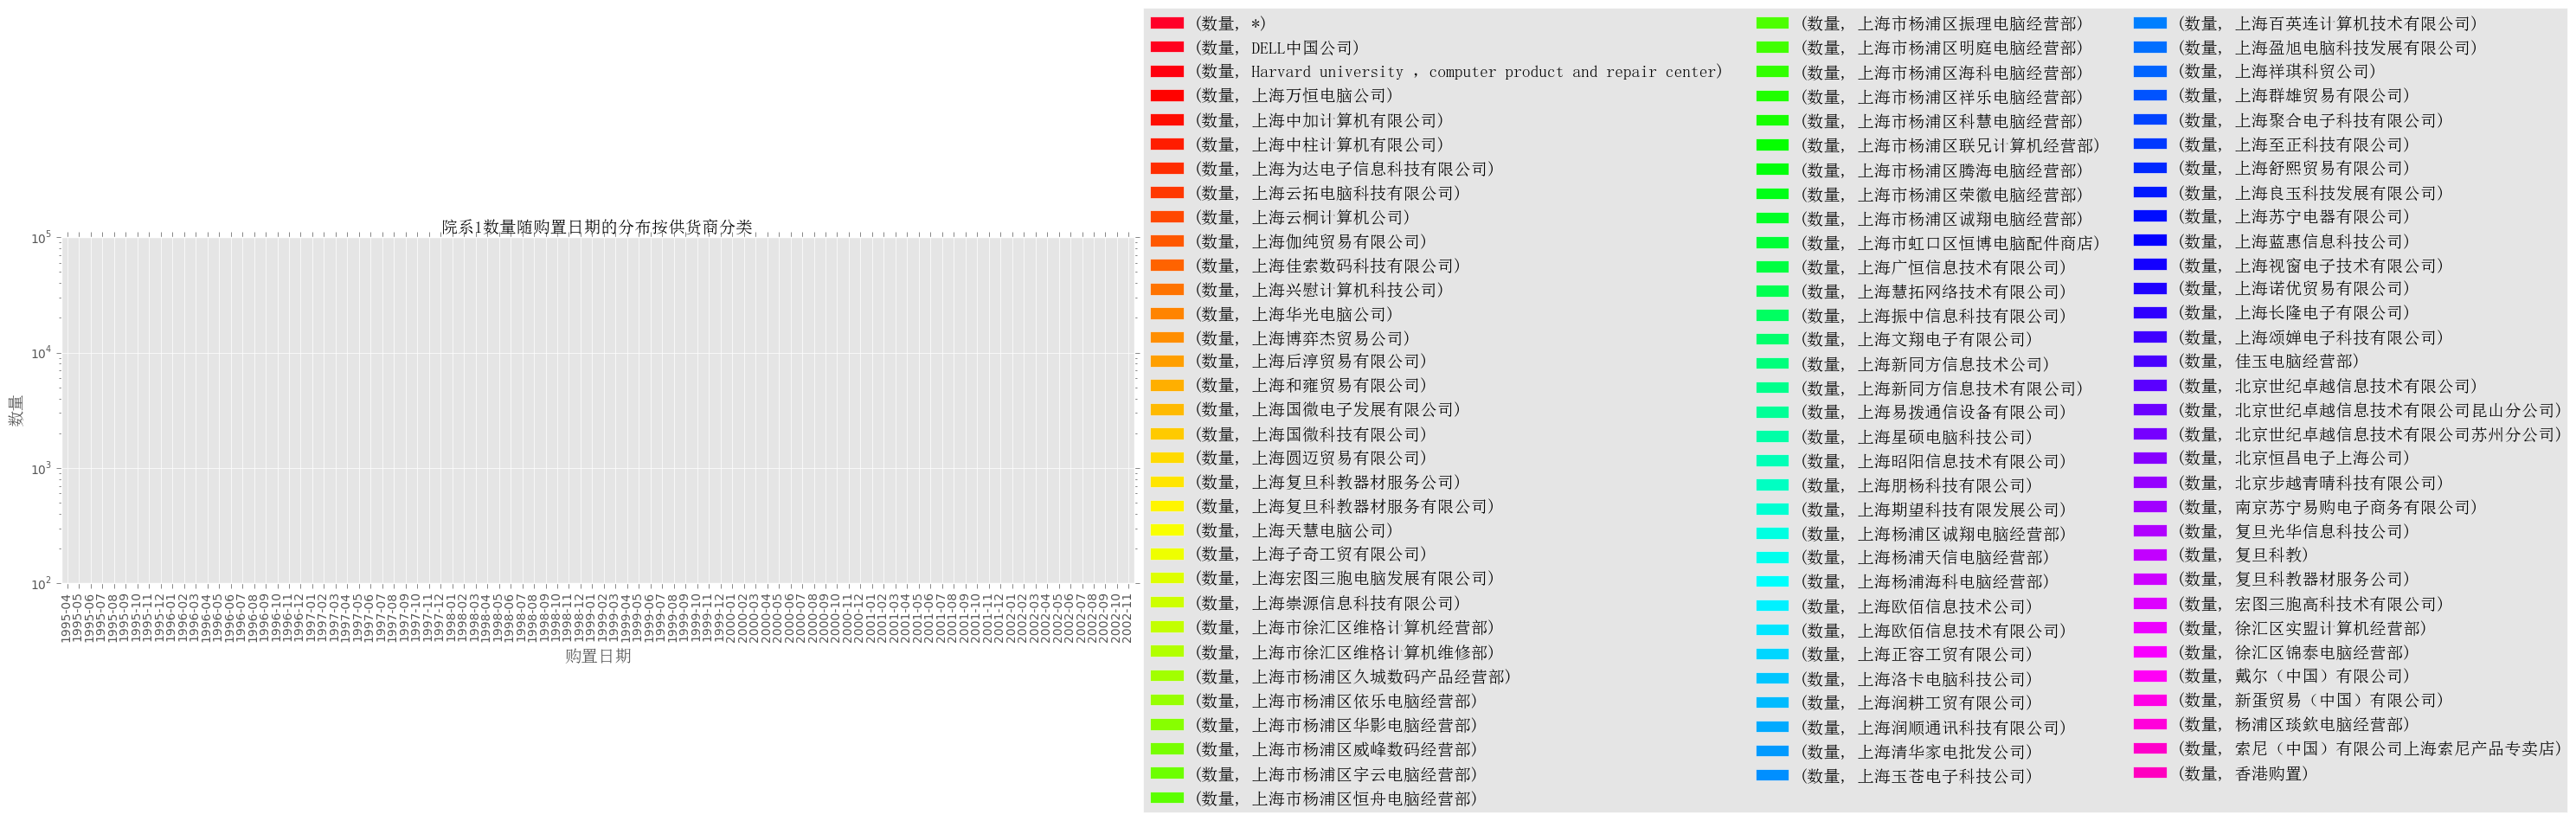 院系1数量随购置日期的分布按供货商分类
10^5
10^4
10^3
10^2
数量
1995-04
1995-05
1995-06
1995-07
1995-08
1995-09
1995-10
1995-11
1995-12
1996-01
1996-02
1996-03
1996-04
1996-05
1996-06
1996-07
1996-08
1996-09
1996-10
1996-11
1996-12
1997-01
1997-02
1997-03
1997-04
1997-05
1997-06
1997-07
1997-08
1997-09
1997-10
1997-11
1997-12
1998-01
1998-02
1998-03
1998-04
1998-05
1998-06
1998-07
1998-08
1998-09
1998-10
1998-11
1998-12
1999-01
1999-02
1999-03
1999-04
1999-05
1999-06
1999-07
1999-08
1999-09
1999-10
1999-11
1999-12
2000-01
2000-02
2000-03
2000-04
2000-05
2000-06
2000-08
2000-09
2000-10
2000-11
2000-12
2001-01
2001-02
2001-03
2001-04
2001-05
2001-06
2001-07
2001-08
2001-09
2001-10
2001-11
2001-12
2002-01
2002-02
2002-03
2002-04
2002-05
2002-06
2002-07
2002-08
2002-09
2002-10
2002-11
购置日期
(数量, *)
(数量, DELL中国公司)
(数量, Harvard university , computer product and repair center)
(数量, 上海万恒电脑公司)
(数量, 上海中加计算机有限公司)
(数量, 上海中柱计算机有限公司)
(数量, 上海为达电子信息科技有限公司)
(数量, 上海云拓电脑科技有限公司)
(数量, 上海云桐计算机公司)
(数量, 上海伽纯贸易有限公司)
(数量, 上海佳索数码科技有限公司)
(数量, 上海兴慰计算机科技公司)
(数量, 上海华光电脑公司)
(数量, 上海博弈杰贸易公司)
(数量, 上海后淳贸易有限公司)
(数量, 上海和雍贸易有限公司)
(数量, 上海国微电子发展有限公司)
(数量, 上海国微科技有限公司)
(数量, 上海圆迈贸易有限公司)
(数量, 上海复旦科教器材服务公司)
(数量, 上海复旦科教器材服务有限公司)
(数量, 上海天慧电脑公司)
(数量, 上海子奇工贸有限公司)
(数量, 上海宏图三胞电脑发展有限公司)
(数量, 上海崇源信息科技有限公司)
(数量, 上海市徐汇区维格计算机经营部)
(数量, 上海市徐汇区维格计算机维修部)
(数量, 上海市杨浦区久城数码产品经营部)
(数量, 上海市杨浦区依乐电脑经营部)
(数量, 上海市杨浦区华影电脑经营部)
(数量, 上海市杨浦区威峰数码经营部)
(数量, 上海市杨浦区宇云电脑经营部)
(数量, 上海市杨浦区恒舟电脑经营部)
(数量, 上海市杨浦区振理电脑经营部)
(数量, 上海市杨浦区明庭电脑经营部)
(数量, 上海市杨浦区海科电脑经营部)
(数量, 上海市杨浦区祥乐电脑经营部)
(数量, 上海市杨浦区科慧电脑经营部)
(数量, 上海市杨浦区联兄计算机经营部)
(数量, 上海市杨浦区腾海电脑经营部)
(数量, 上海市杨浦区荣徽电脑经营部)
(数量, 上海市杨浦区诚翔电脑经营部)
(数量, 上海市虹口区恒博电脑配件商店)
(数量, 上海广恒信息技术有限公司)
(数量, 上海慧拓网络技术有限公司)
(数量, 上海振中信息科技有限公司)
(数量, 上海文翔电子有限公司)
(数量, 上海新同方信息技术公司)
(数量, 上海新同方信息技术有限公司)
(数量, 上海易拨通信设备有限公司)
(数量, 上海星硕电脑科技公司)
(数量, 上海昭阳信息技术有限公司)
(数量, 上海朋杨科技有限公司)
(数量, 上海期望科技有限发展公司)
(数量, 上海杨浦区诚翔电脑经营部)
(数量, 上海杨浦天信电脑经营部)
(数量, 上海杨浦海科电脑经营部)
(数量, 上海欧佰信息技术公司)
(数量, 上海欧佰信息技术有限公司)
(数量, 上海正容工贸有限公司)
(数量, 上海洛卡电脑科技公司)
(数量, 上海润耕工贸有限公司)
(数量, 上海润顺通讯科技有限公司)
(数量, 上海清华家电批发公司)
(数量, 上海玉苍电子科技公司)
(数量, 上海百英连计算机技术有限公司)
(数量, 上海盈旭电脑科技发展有限公司)
(数量, 上海祥琪科贸公司)
(数量, 上海群雄贸易有限公司)
(数量, 上海聚合电子科技有限公司)
(数量, 上海至正科技有限公司)
(数量, 上海舒熙贸易有限公司)
(数量, 上海良玉科技发展有限公司)
(数量, 上海苏宁电器有限公司)
(数量, 上海蓝惠信息科技公司)
(数量, 上海视窗电子技术有限公司)
(数量, 上海诺优贸易有限公司)
(数量, 上海长隆电子有限公司)
(数量, 上海颂婵电子科技有限公司)
(数量, 佳玉电脑经营部)
(数量, 北京世纪卓越信息技术有限公司)
(数量, 北京世纪卓越信息技术有限公司昆山分公司)
(数量, 北京世纪卓越信息技术有限公司苏州分公司)
(数量, 北京恒昌电子上海公司)
(数量, 北京步越青晴科技有限公司)
(数量, 南京苏宁易购电子商务有限公司)
(数量, 复旦光华信息科技公司)
(数量, 复旦科教)
(数量, 复旦科教器材服务公司)
(数量, 宏图三胞高科技术有限公司)
(数量, 徐汇区实盟计算机经营部)
(数量, 徐汇区锦泰电脑经营部)
(数量, 戴尔（中国）有限公司)
(数量, 新蛋贸易（中国）有限公司)
(数量, 杨浦区琰欽电脑经营部)
(数量, 索尼（中国）有限公司上海索尼产品专卖店)
(数量, 香港购置)